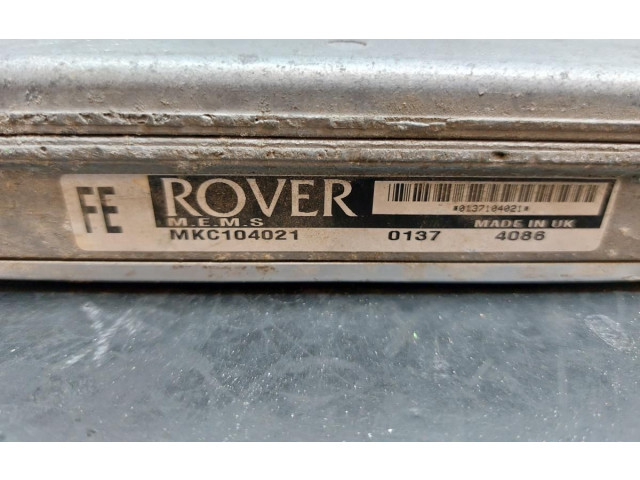 FE
ROVER
M.E.M.S
*0137104021*
MADE IN UK
MKC104021 0137 4086